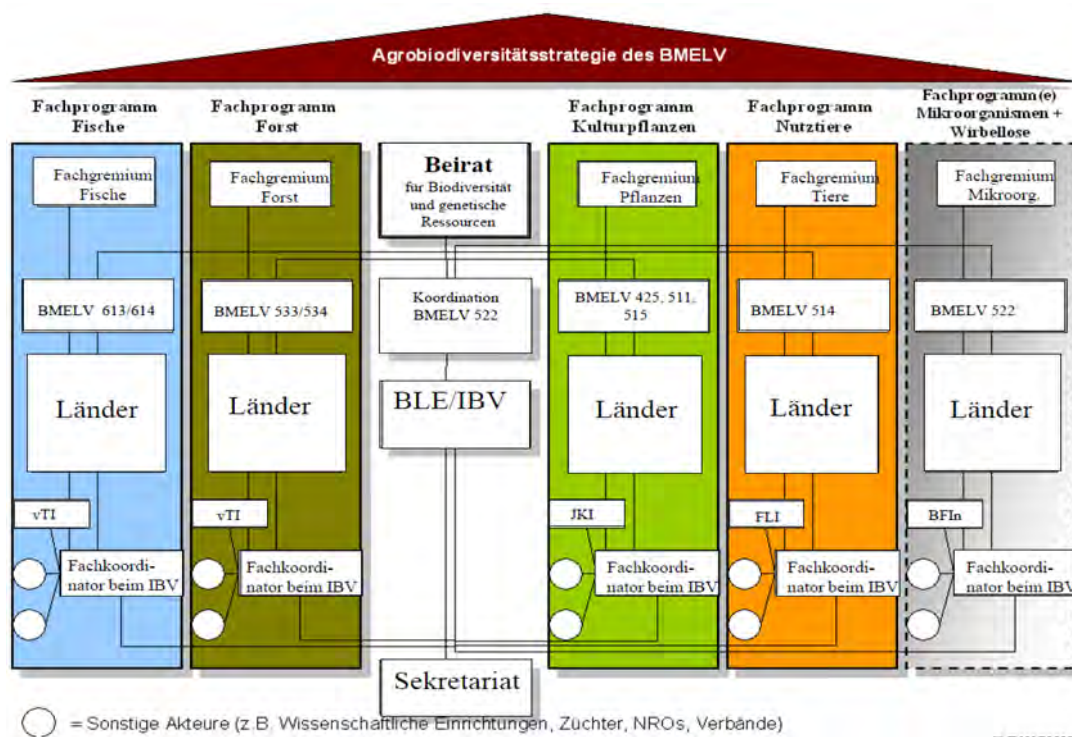 Agrobiodiversitätsstrategie des BMELV
Fachprogramm
Fische
Fachprogramm
Forst
Fachprogramm
Kulturpflanzen
Fachprogramm
Nutztiere
Fachprogramm(e)
Mikroorganismen +
Wirbellose
Fachgremium
Fische
Fachgremium
Forst
Beirat
für Biodiversität
und genetische
Ressourcen
Fachgremium
Pflanzen
Fachgremium
Tiere
Fachgremium
Mikroorg.
BMELV 613/614
BMELV 533/534
Koordination
BMELV 522
BMELV 425, 511,
515
BMELV 514
BMELV 522
Länder
Länder
BLE/IBV
Länder
Länder
Länder
vTI
vTI
JKI
FLI
BFIn
Fachkoordi-
nator beim IBV
Fachkoordi-
nator beim IBV
Fachkoordi-
nator beim IBV
Fachkoordi-
nator beim IBV
Fachkoordi-
nator beim IBV
Sekretariat
= Sonstige Akteure (z.B. Wissenschaftliche Einrichtungen, Züchter, NROs, Verbände)